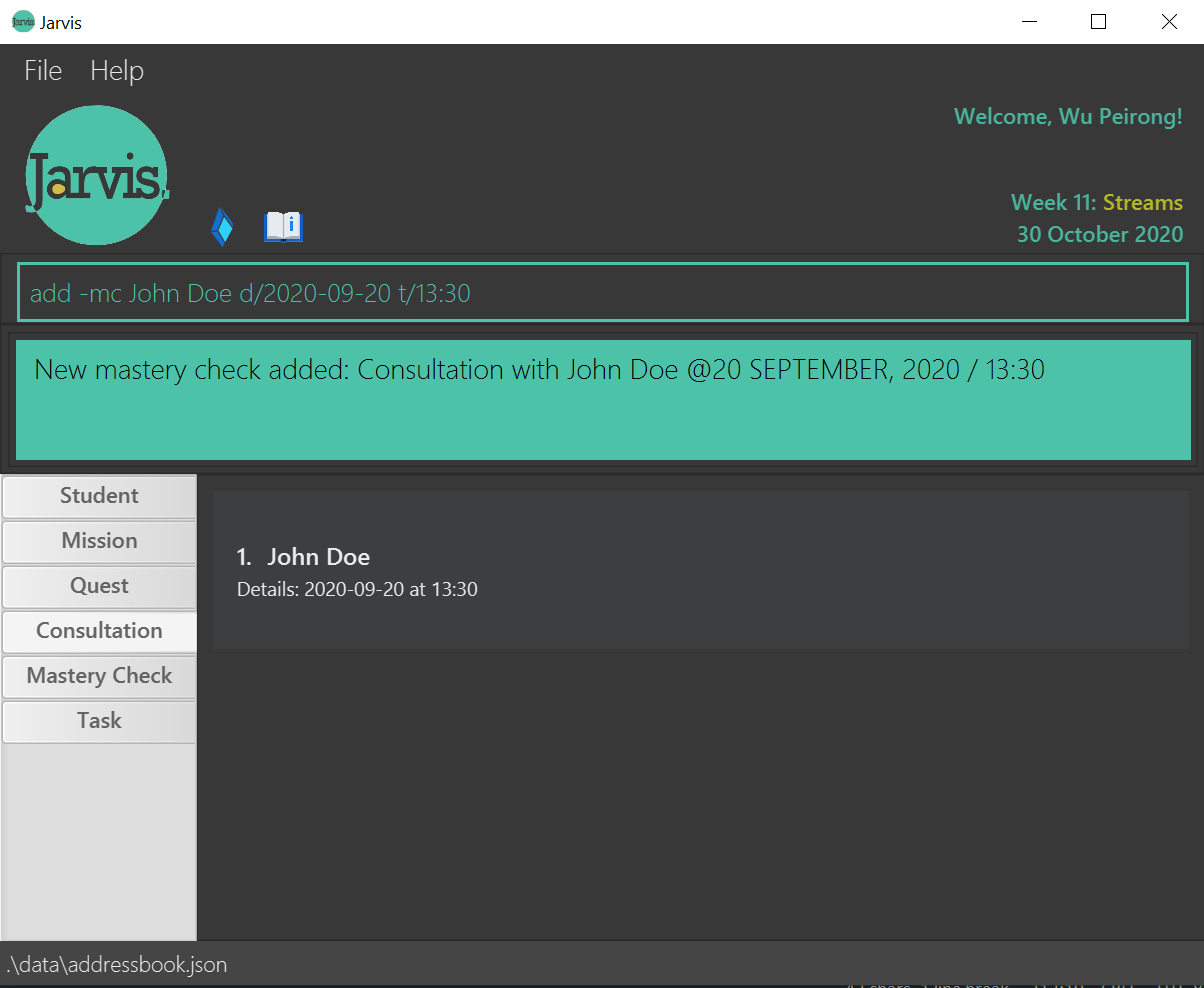 Jarvis
File Help
Jarvis
Welcome, Wu Peirong!
Week 11: Streams
30 October 2020
add -mc John Doe d/2020-09-20 t/13:30
New mastery check added: Consultation with John Doe @20 SEPTEMBER, 2020 / 13:30
Student
Mission
Quest
Consultation
Mastery Check
Task
1. John Doe
Details: 2020-09-20 at 13:30
.\data\addressbook.json